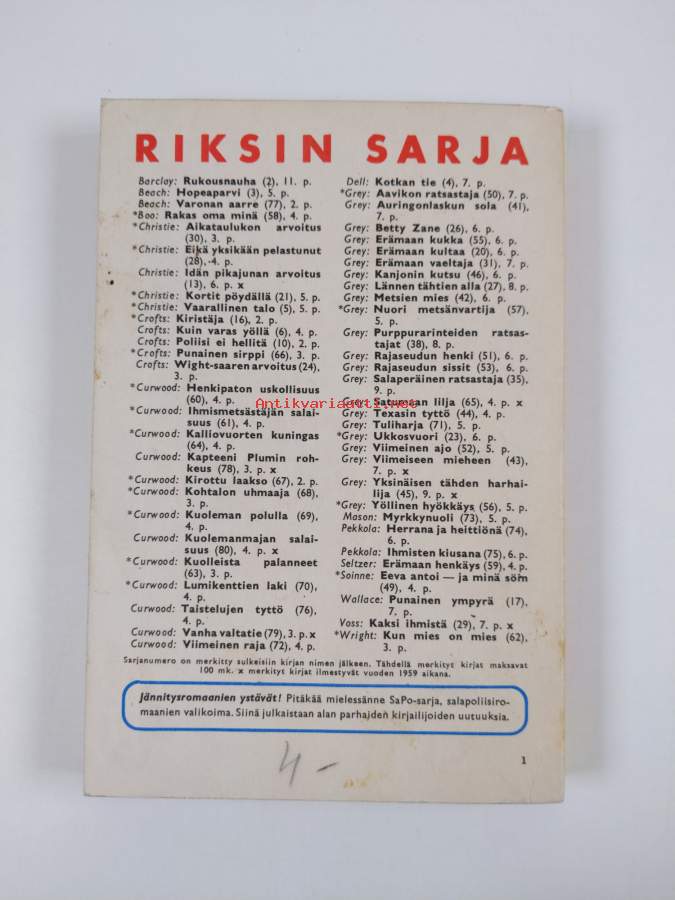 RIKSIN SARJA
Barclay: Rukousnauha (2), 11. p.
Beach: Hopeaparvi (3), 5. p.
Beach: Varonan aarre (77), 2. p.
*Boo: Rakas oma minä (58), 4. p.
*Christie: Aikataulukon arvoitus
(30), 3. p.
*Christie: Eikä yksikään pelastunut
(28), 4. p.
Christie: Idän pikajunan arvoitus
(13), 6. p. x
*Christie: Kortit pöydällä (21), 5. p.
*Christie: Vaarallinen talo (5), 5. p.
*Crofts: Kiristäjä (16), 2. p.
Crofts: Kuin varas yöllä (6), 4. p.
Crofts: Poliisi ei hellitä (10), 2. p.
*Crofts: Punainen sirppi (66), 3. p.
Crofts: Wight-saaren arvoitus (24),
3. p.
*Curwood: Henkipaton uskollisuus
(60), 4. p.
*Curwood: Ihmismetsästäjän salai-
suus (61), 4. p.
*Curwood: Kalliovuorten kuningas
(64), 4. p.
Curwood: Kapteeni Plumin roh-
keus (78), 3. p. x
*Curwood: Kirottu laakso (67), 2. p.
*Curwood: Kohtalon uhmaaja (68),
3. p.
*Curwood: Kuoleman polulla (69),
4. p.
Curwood: Kuolemanmajan salai-
suus (80), 4. p. x
*Curwood: Kuolleista palanneet
(63), 3. p.
*Curwood: Lumikenttien laki (70),
4. p.
Curwood: Taistelujen tyttö (76),
4. p.
Curwood: Vanha valtatie (79), 3. p. x
Curwood: Viimeinen raja (72), 4. p.
Dell: Kotkan tie (4), 7. p.
*Grey: Aavikon ratsastaja (50), 7. p.
Grey: Auringonlaskun sola (41),
7. p.
Grey: Betty Zane (26), 6. p.
Grey: Erämaan kukka (55), 6. p.
Grey: Erämaan kultaa (20), 6. p.
Grey: Erämaan vaeltaja (31), 7. p.
Grey: Kanjonin kutsu (46), 6. p.
Grey: Lännen tähtien alla (27), 8. p.
Grey: Metsien mies (42), 6. p.
*Grey: Nuori metsänvartija (57),
5. p.
Grey: Purppurarinteiden ratsas-
tajat (38), 8. p.
Grey: Rajaseudun henki (51), 6. p.
Grey: Rajaseudun sissit (53), 6. p.
Grey: Salaperäinen ratsastaja (35),
9. p.
Grey: Satumaan lilja (65), 4. p. x
Grey: Texasin tyttö (44), 4. p.
Grey: Tuliharja (71), 5. p.
*Grey: Ukkosvuori (23), 6. p.
Grey: Viimeinen ajo (52), 5. p.
Grey: Viimeiseen mieheen (43),
7. p. x
Grey: Yksinäisen tähden harhai-
lija (45), 9. p. x
*Grey: Yöllinen hyökkäys (56), 5. p.
Mason: Myrkkynuoli (73), 5. p.
Pekkola: Herrana ja heittiönä (74),
6. p.
Pekkola: Ihmisten kiusana (75), 6. p.
Seltzer: Erämaan henkäys (59), 4. p.
*Soinne: Eeva antoi — ja minä söin
(49), 4. p.
Wallace: Punainen ympyrä (17),
7. p.
Voss: Kaksi ihmistä (29), 7. p. x
*Wright: Kun mies on mies (62),
3. p.
Sarjanumero on merkitty sulkeisiin kirjan nimen jälkeen. Tähdellä merkityt kirjat maksavat
100 mk. x merkityt kirjat ilmestyvät vuoden 1959 aikana.
Jännitysromaanien ystävät! Pitäkää mielessänne SaPo-sarja, salapoliisiro-
maanien valikoima. Siinä julkaistaan alan parhaiden kirjailijoiden uutuuksia.
1
4-
Antikvariaatti.net